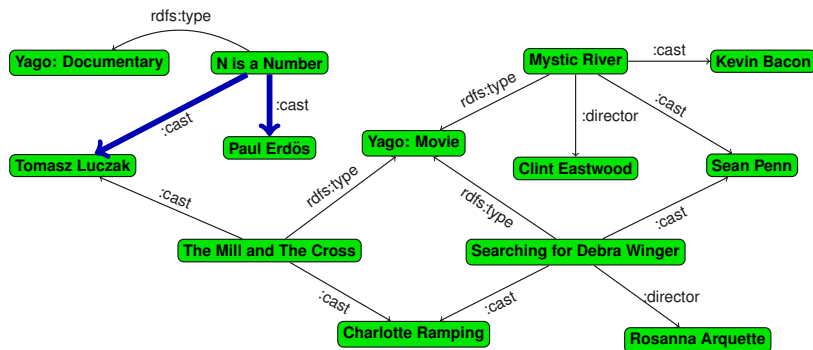 rdfs:type
Yago: Documentary
N is a Number
Mystic River
:cast
Kevin Bacon
rdfs:type
:cast
:cast
:director
:cast
Paul Erdös
Yago: Movie
Tomasz Luczak
Clint Eastwood
Sean Penn
:cast
rdfs:type
rdfs:type
:cast
The Mill and The Cross
Searching for Debra Winger
:cast
:cast
:director
Charlotte Ramping
Rosanna Arquette